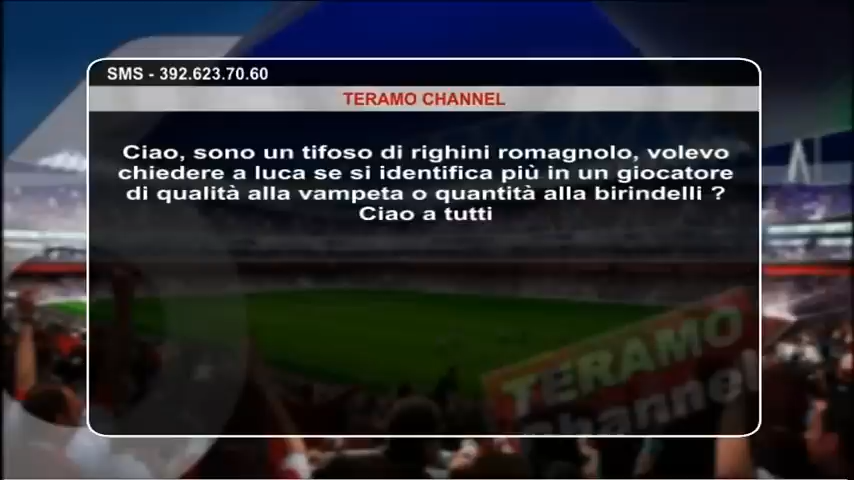 SMS - 392.623.70.60
TERAMO CHANNEL
Ciao, sono un tifoso di righini romagnolo, volevo
chiedere a luca se si identifica più in un giocatore
di qualità alla vampeta o quantità alla birindelli ?
Ciao a tutti
TERAMO
Channel